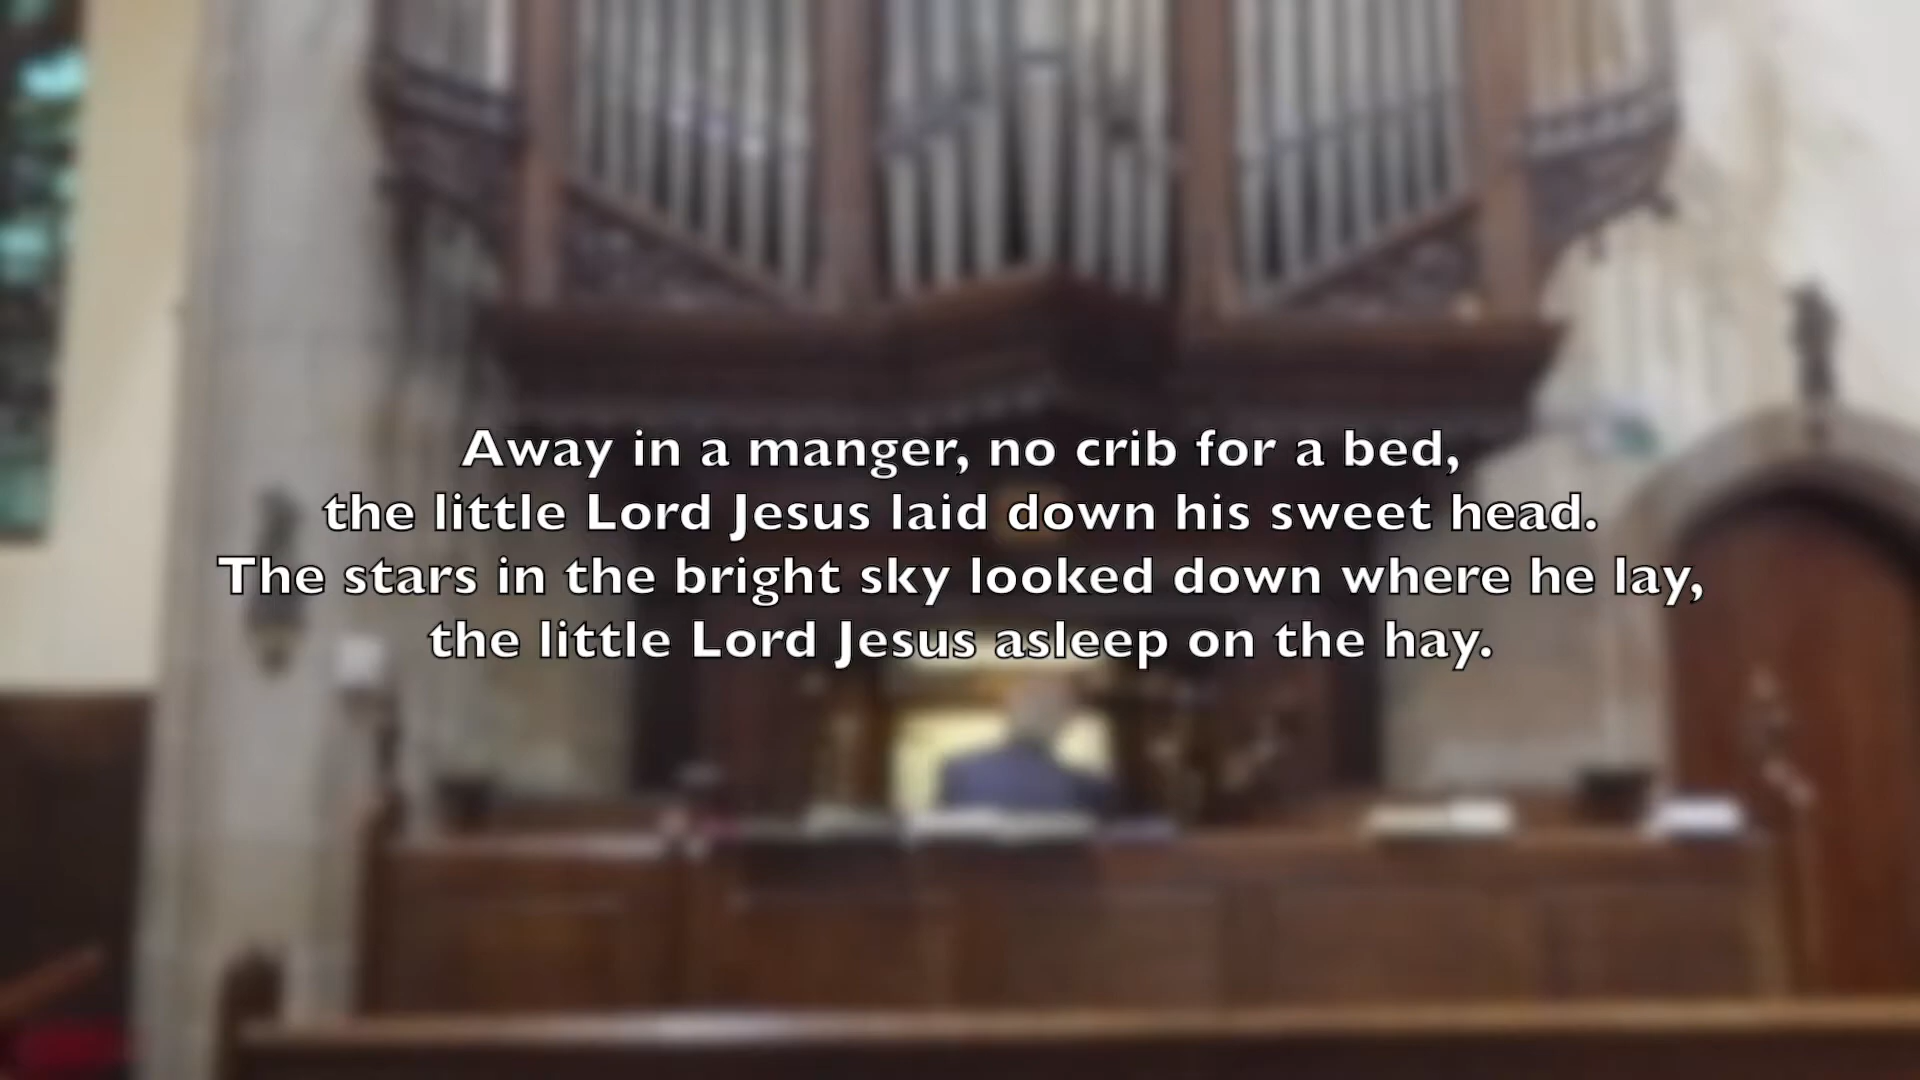 Away in a manger, no crib for a bed,
the little Lord Jesus laid down his sweet head.
The stars in the bright sky looked down where he lay,
the little Lord Jesus asleep on the hay.